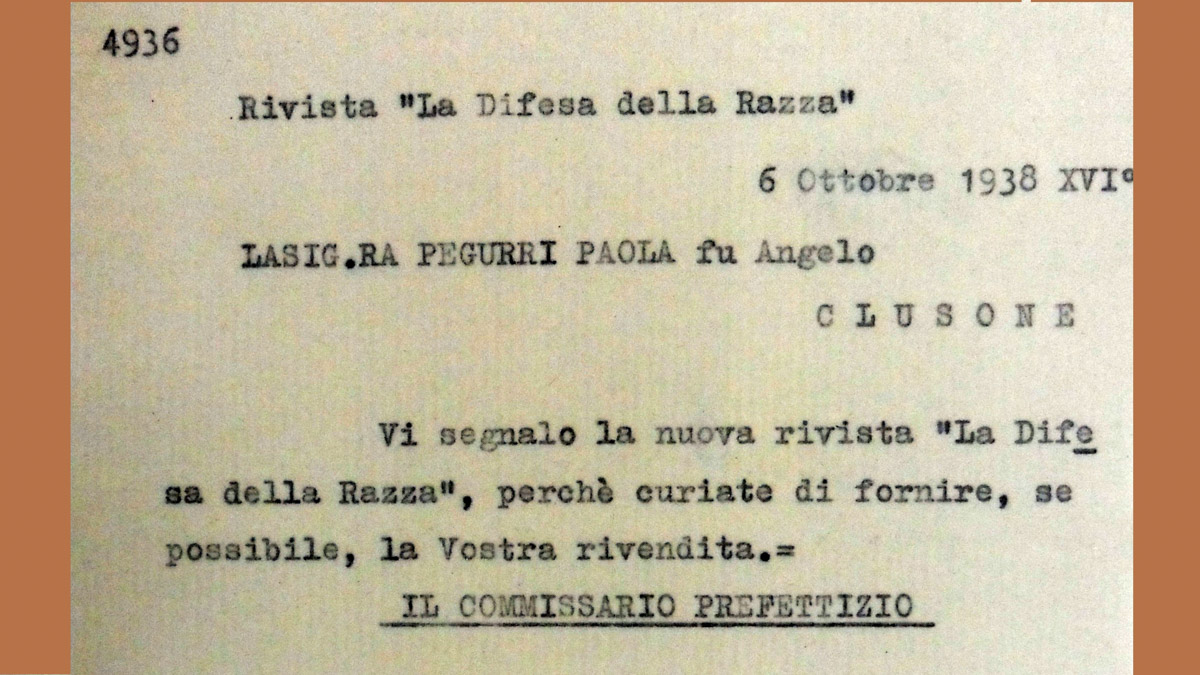 4936
Rivista "La Difesa della Razza"
6 Ottobre 1938 XVI°
LASIG.RA PEGURRI PAOLA fu Angelo
C L U S O N E
Vi segnalo la nuova rivista "La Dife
sa della Razza", perchè curiate di fornire, se
possibile, la Vostra rivendita.=
IL COMMISSARIO PREFETTIZIO